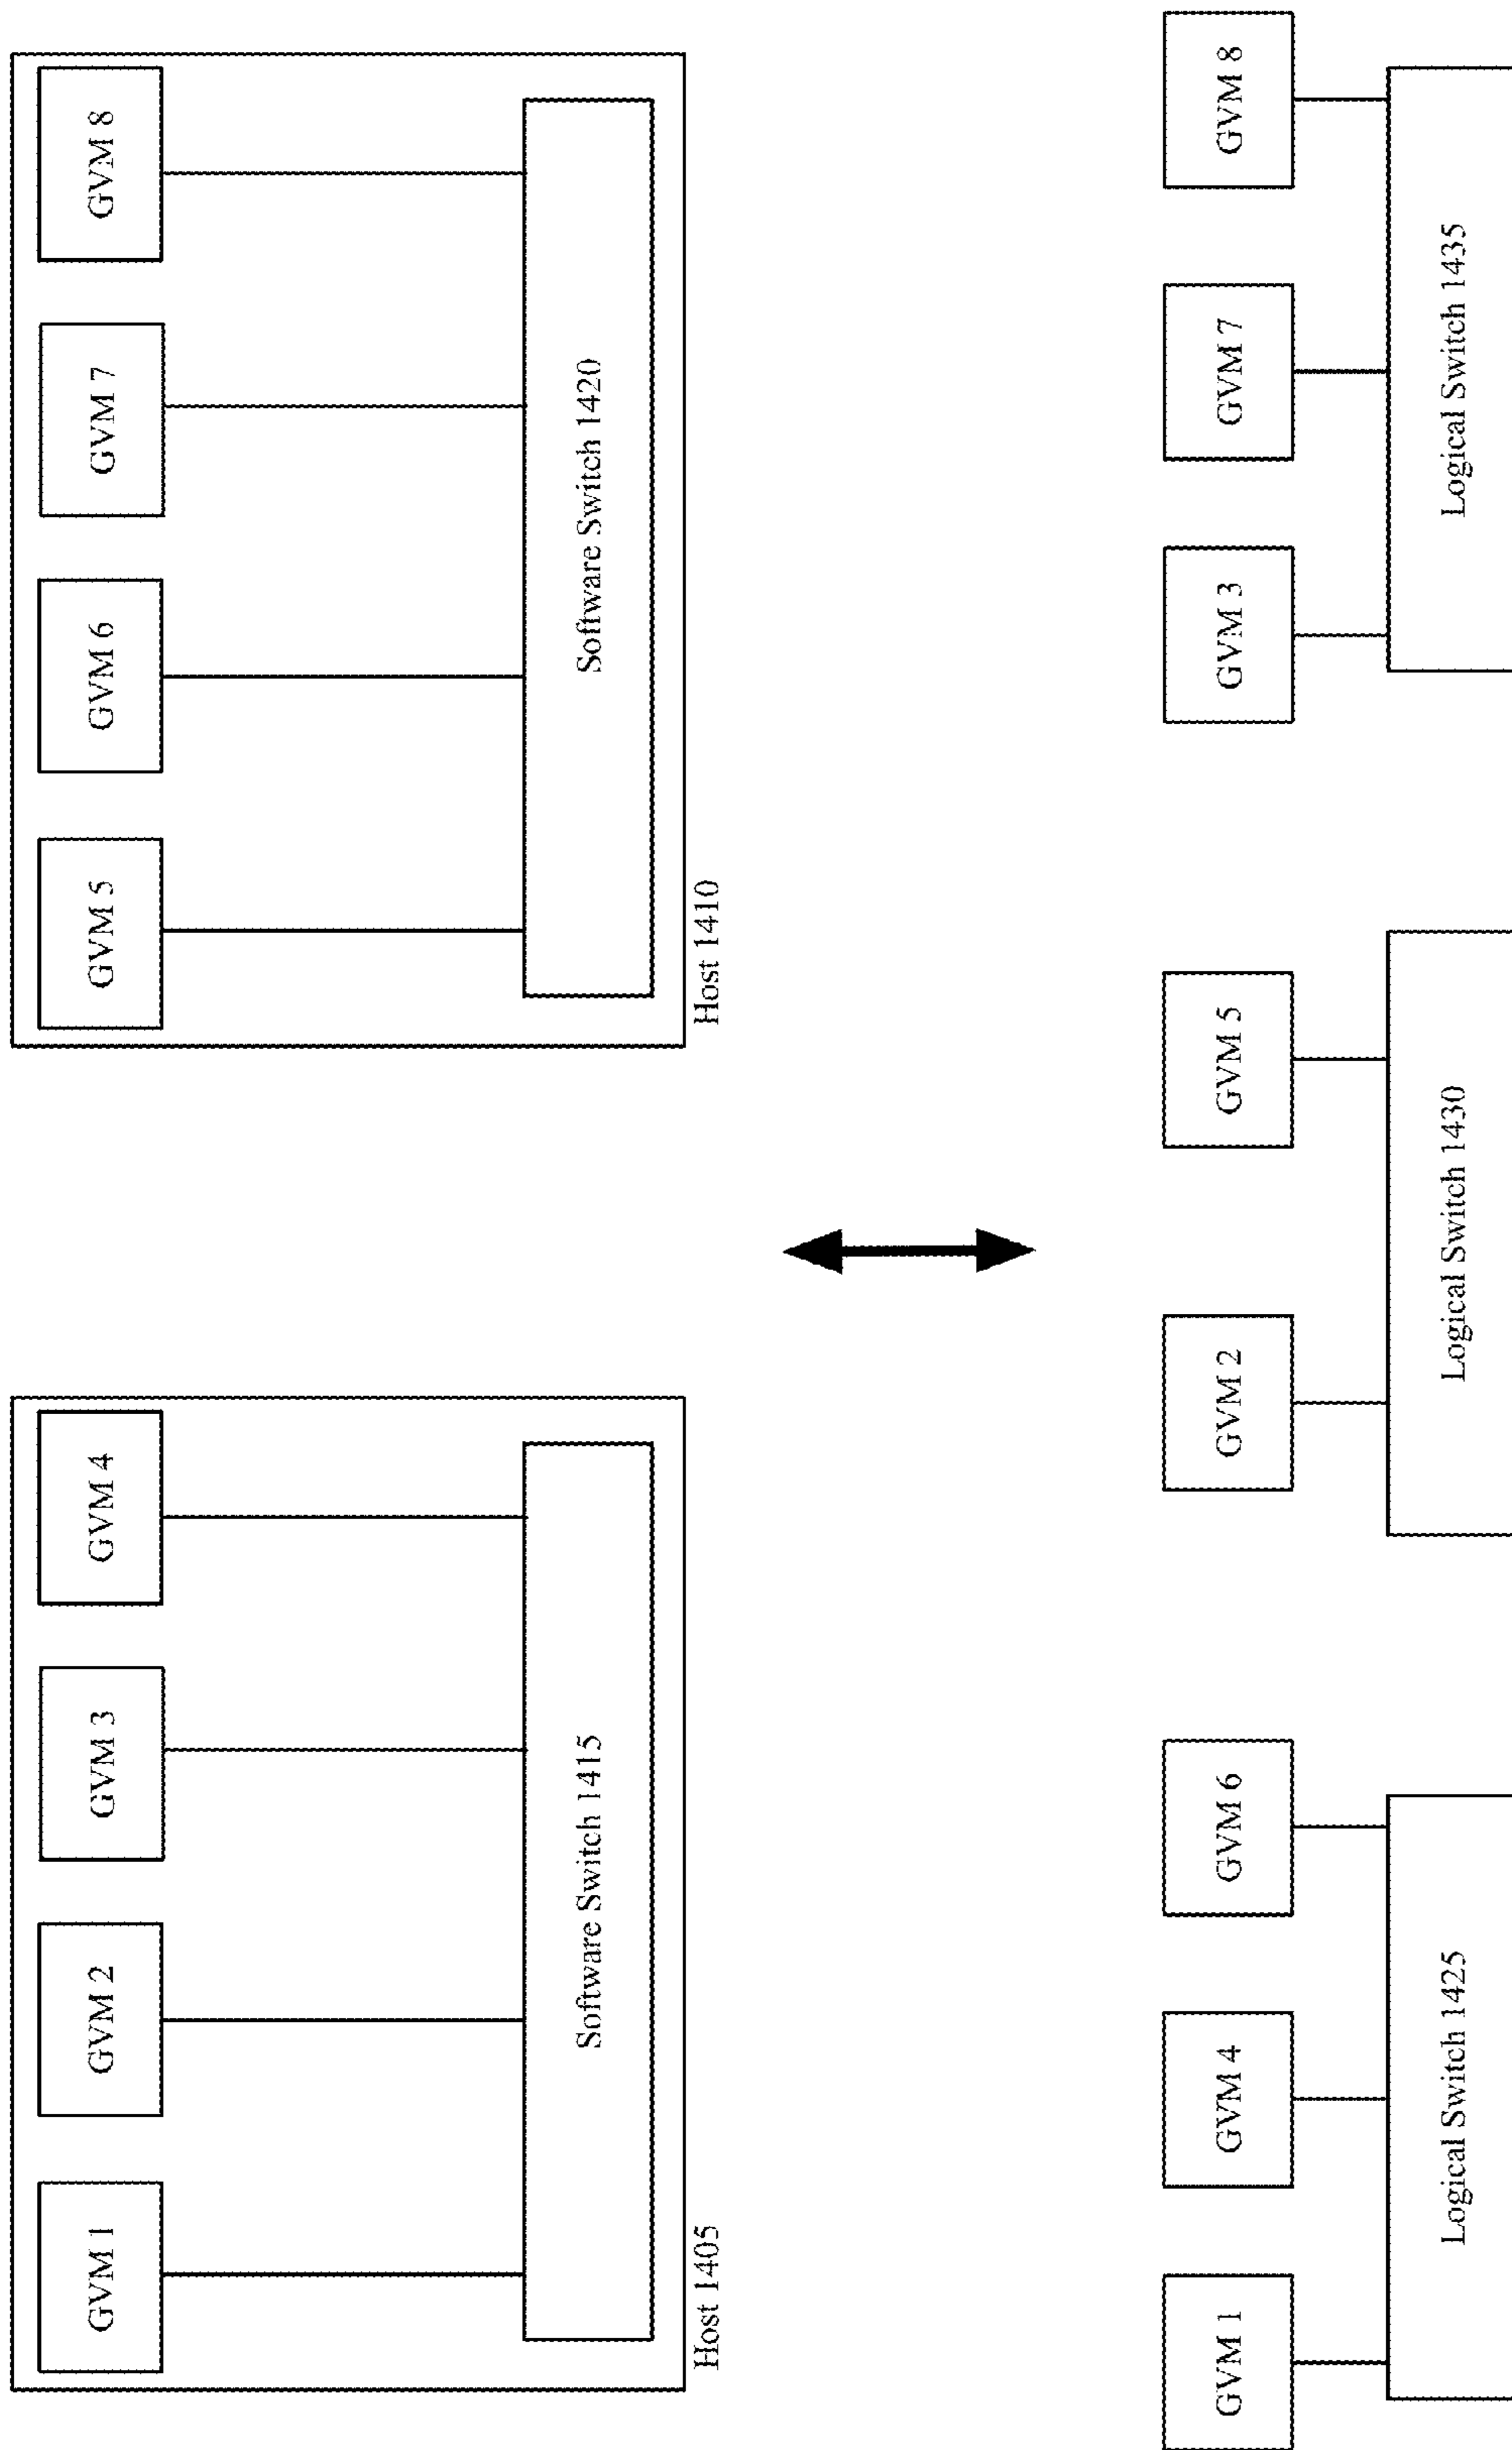 GVM 1
GVM 2
GVM 3
GVM 4
Software Switch 1415
Host 1405
GVM 5
GVM 6
GVM 7
GVM 8
Software Switch 1420
Host 1410
GVM 1
GVM 4
GVM 6
Logical Switch 1425
GVM 2
GVM 5
Logical Switch 1430
GVM 3
GVM 7
GVM 8
Logical Switch 1435